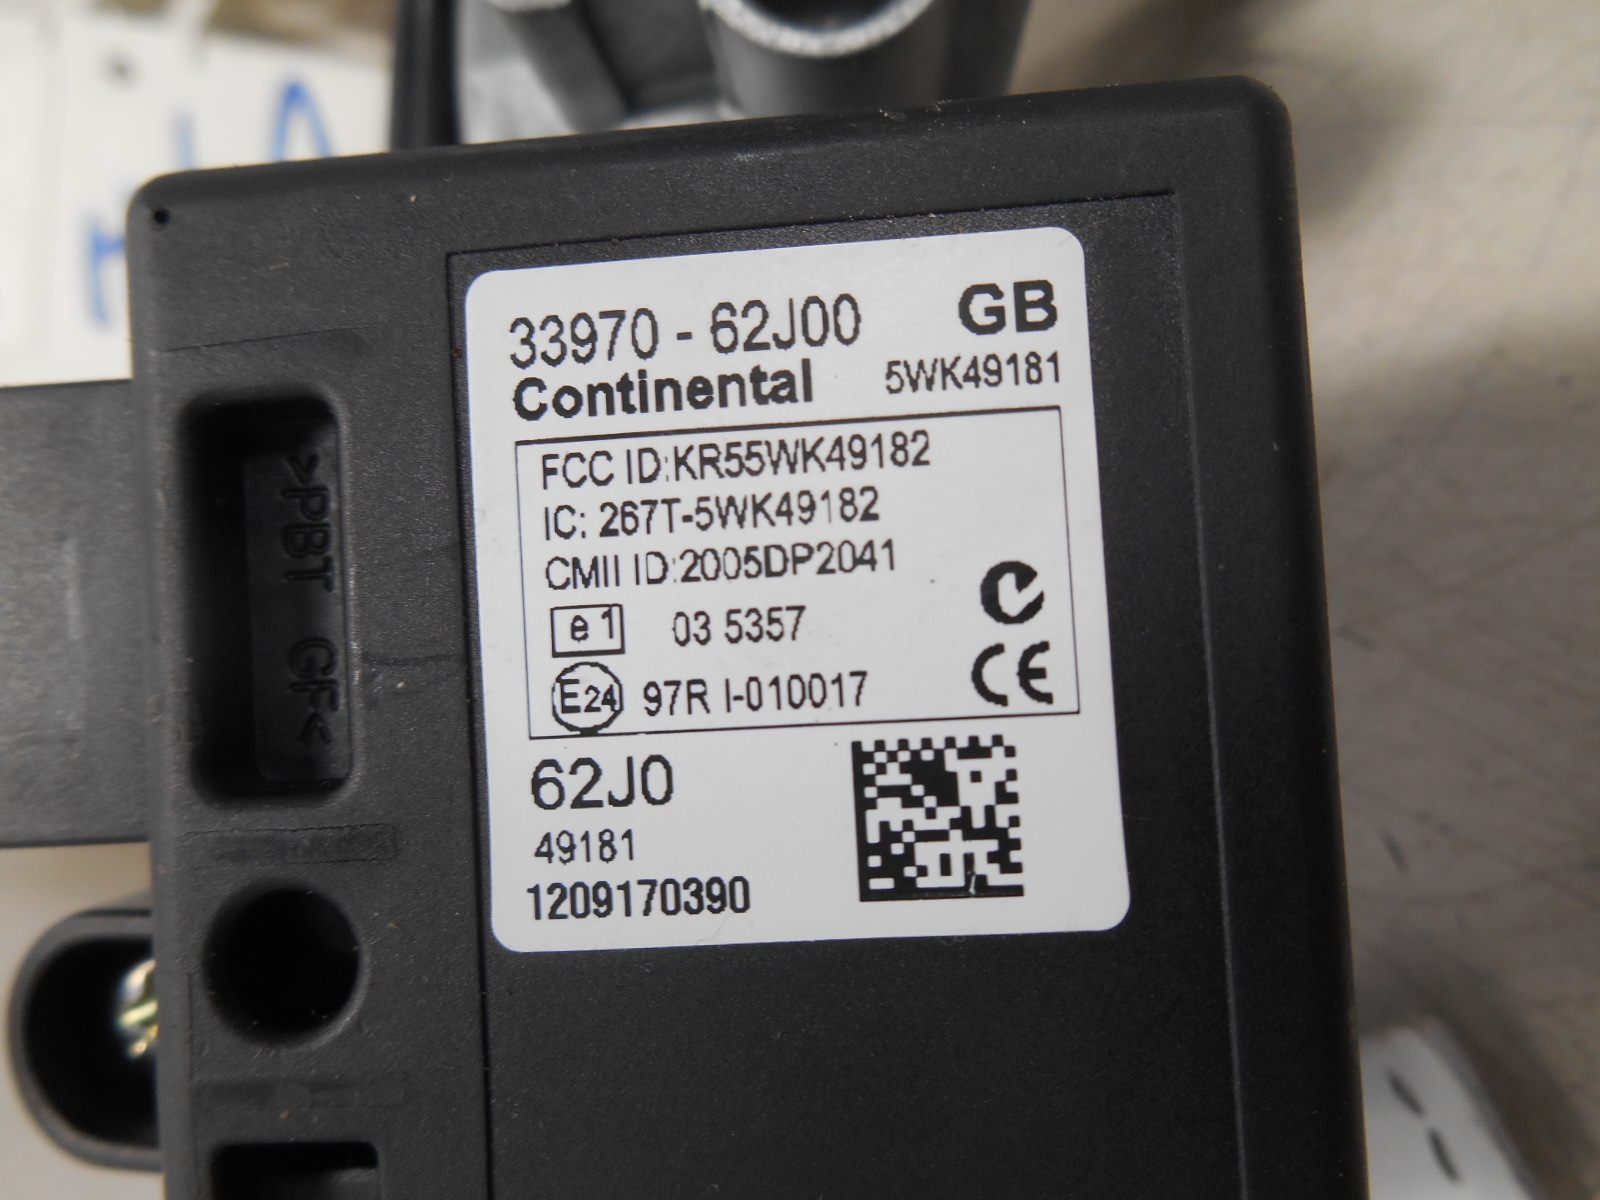 33970 - 62J00 GB
Continental 5WK49181
FCC ID:KR55WK49182
IC: 267T-5WK49182
CMII ID:2005DP2041
e1 03 5357
E24 97R I-010017
CE
62J0
49181
1209170390
>PBT GF<